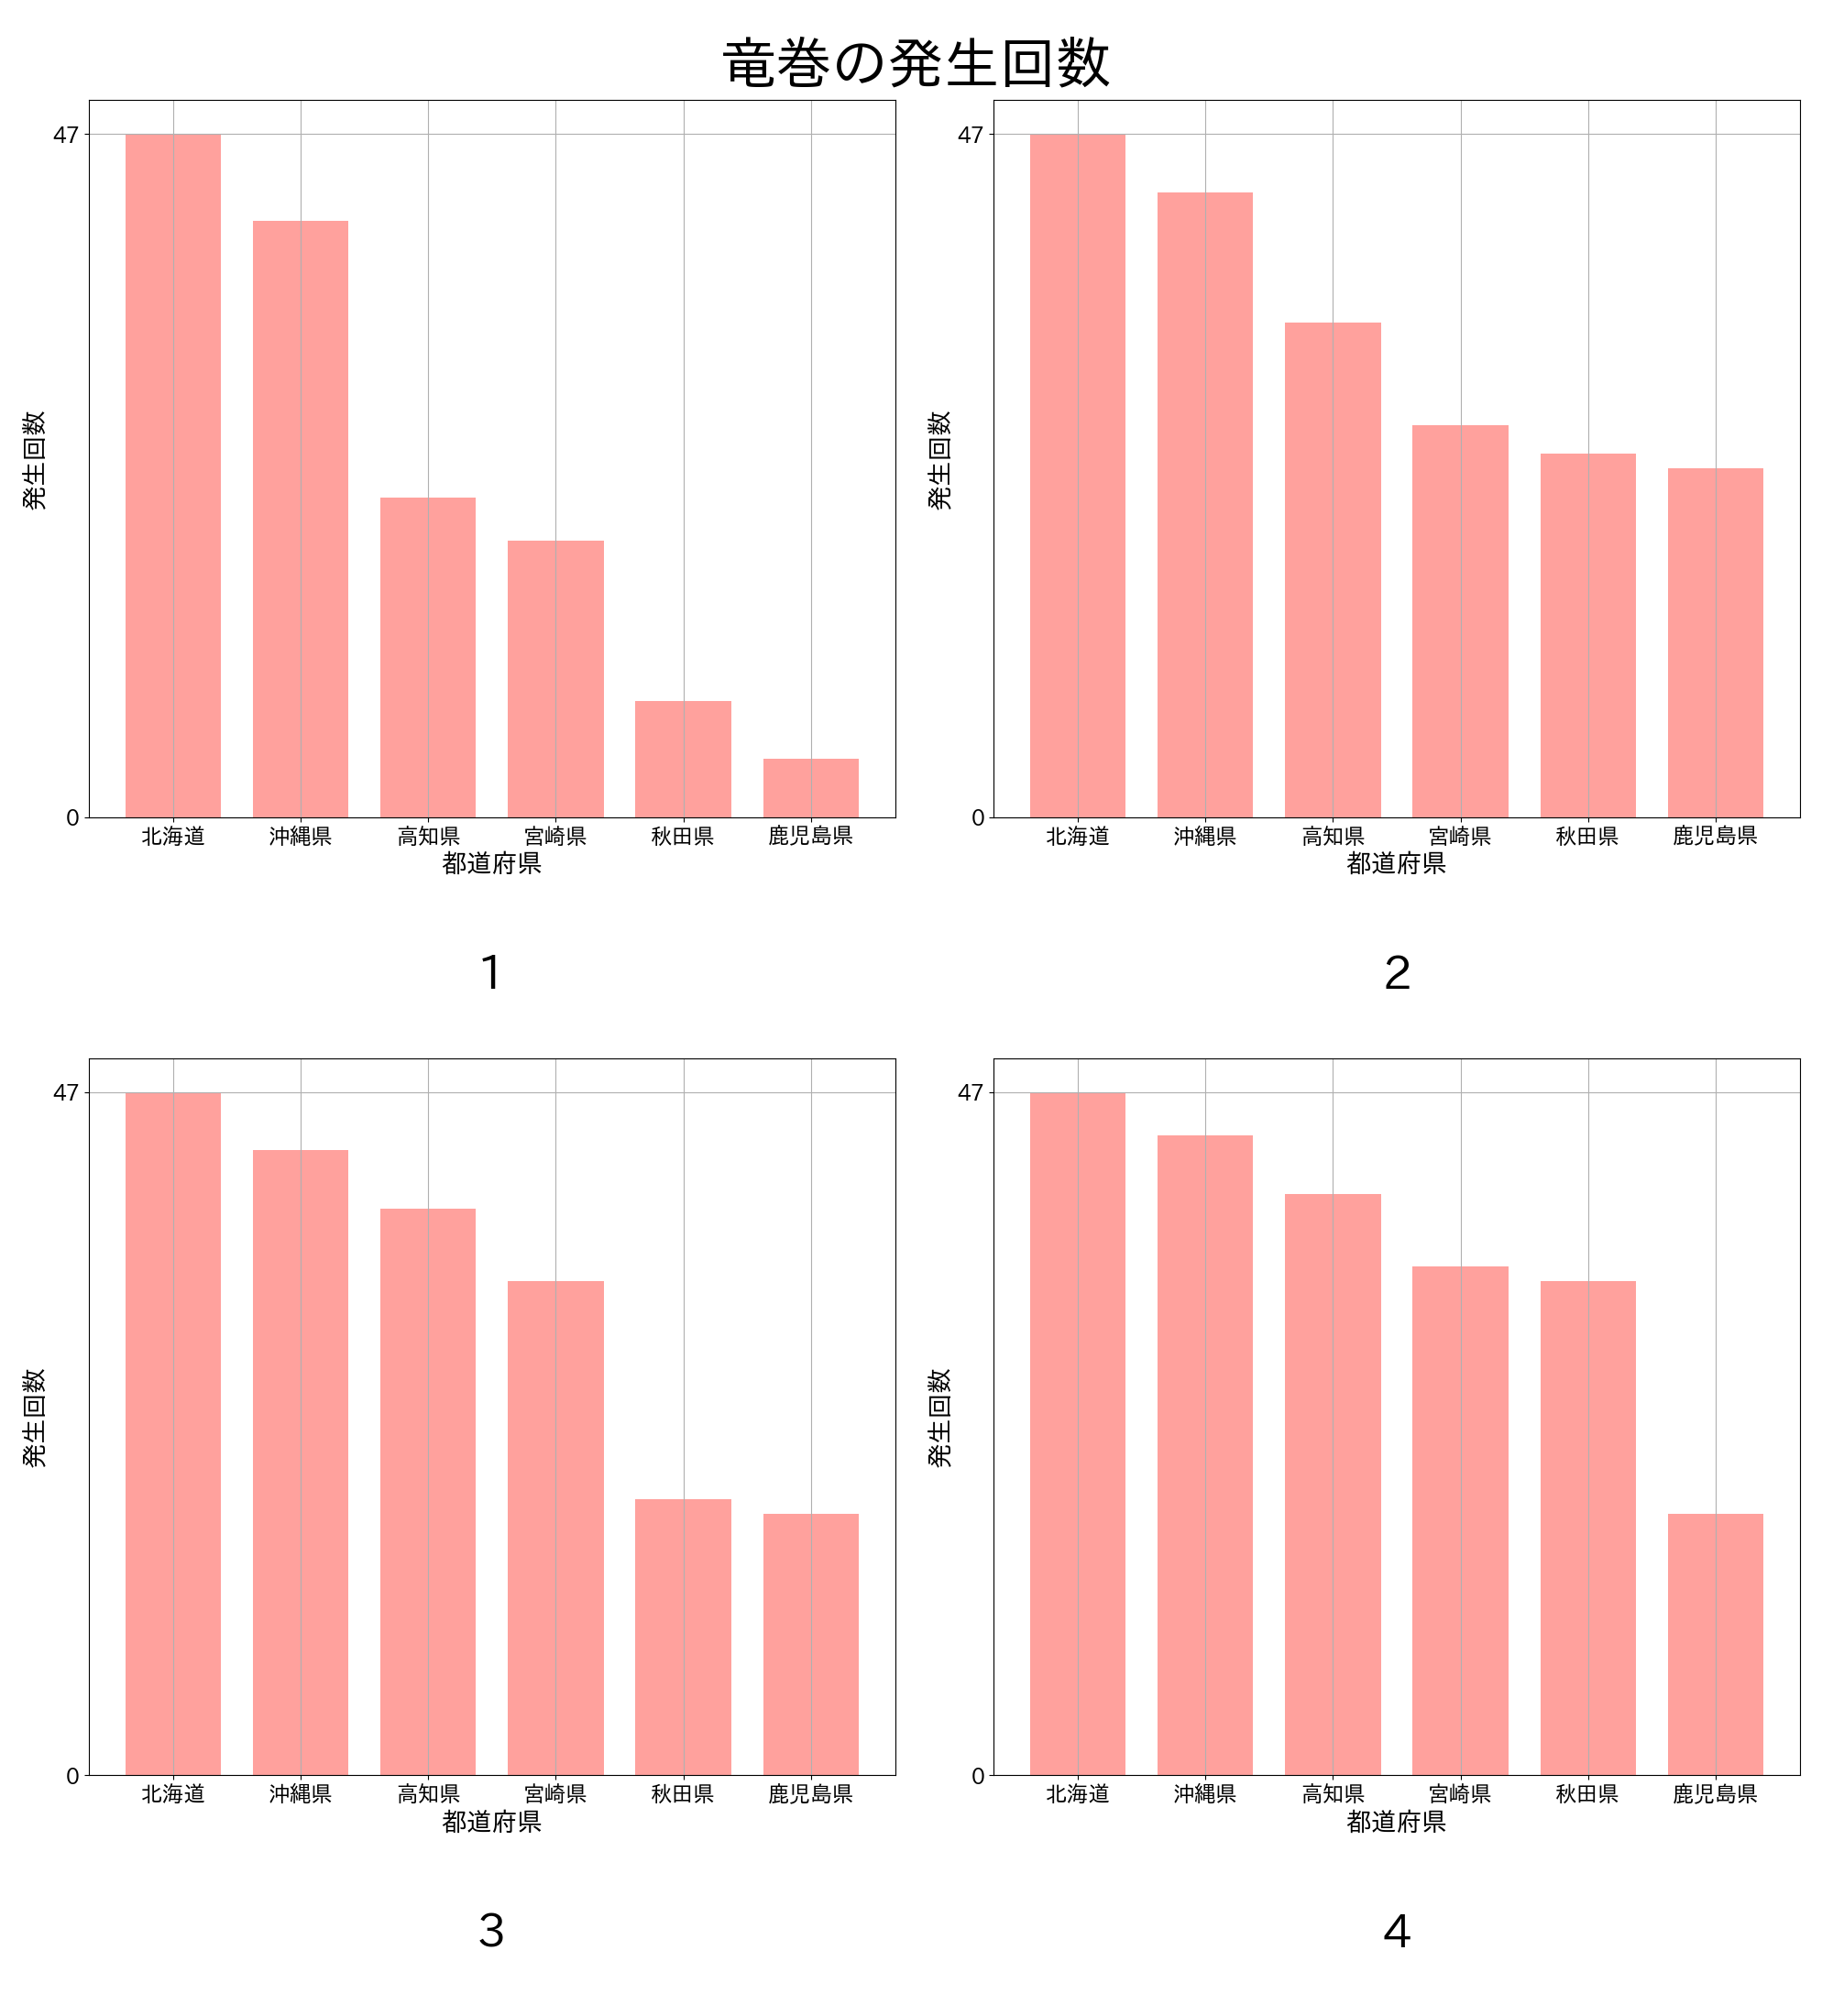 竜巻の発生回数
47
0
発生回数
北海道 沖縄県 高知県 宮崎県 秋田県 鹿児島県
都道府県
1
47
0
発生回数
北海道 沖縄県 高知県 宮崎県 秋田県 鹿児島県
都道府県
2
47
0
発生回数
北海道 沖縄県 高知県 宮崎県 秋田県 鹿児島県
都道府県
3
47
0
発生回数
北海道 沖縄県 高知県 宮崎県 秋田県 鹿児島県
都道府県
4